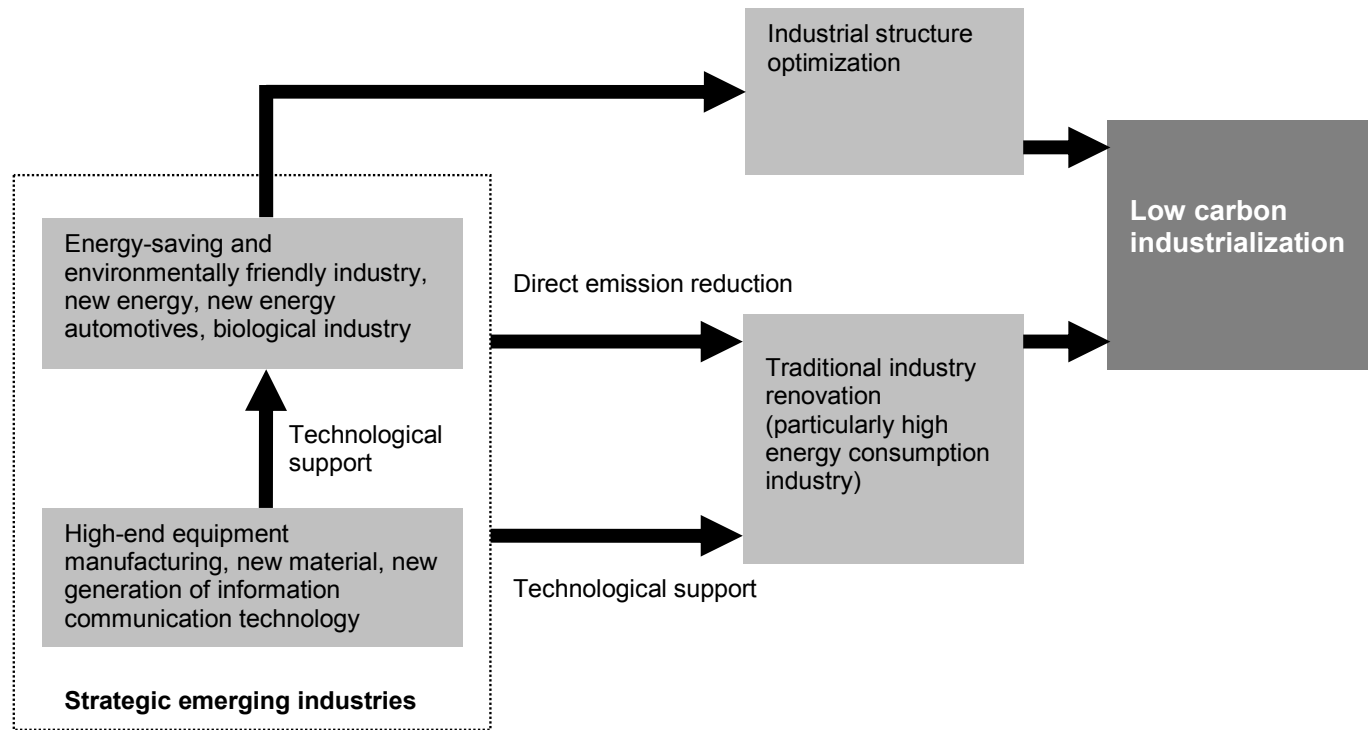 Industrial structure
optimization
Low carbon
industrialization
Energy-saving and
environmentally friendly industry,
new energy, new energy
automotives, biological industry
Direct emission reduction
Traditional industry
renovation
(particularly high
energy consumption
industry)
Technological
support
High-end equipment
manufacturing, new material, new
generation of information
communication technology
Technological support
Strategic emerging industries